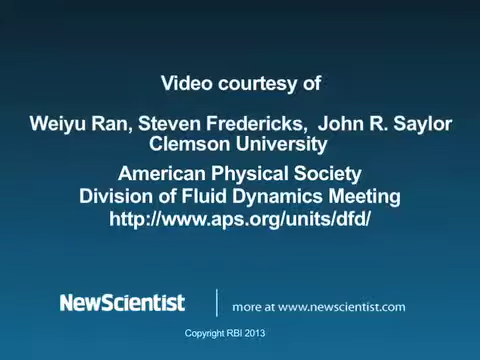 Video courtesy of
Weiyu Ran, Steven Fredericks, John R. Saylor
Clemson University
American Physical Society
Division of Fluid Dynamics Meeting
http://www.aps.org/units/dfd/
NewScientist
more at www.newscientist.com
Copyright RBI 2013